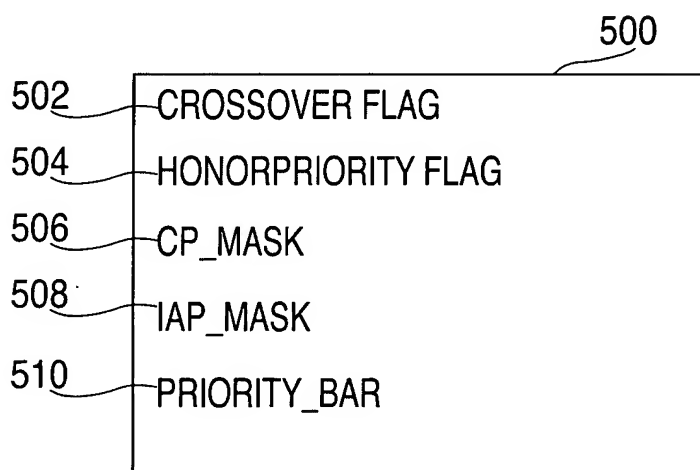 500
502 CROSSOVER FLAG
504 HONORPRIORITY FLAG
506 CP_MASK
508 IAP_MASK
510 PRIORITY_BAR